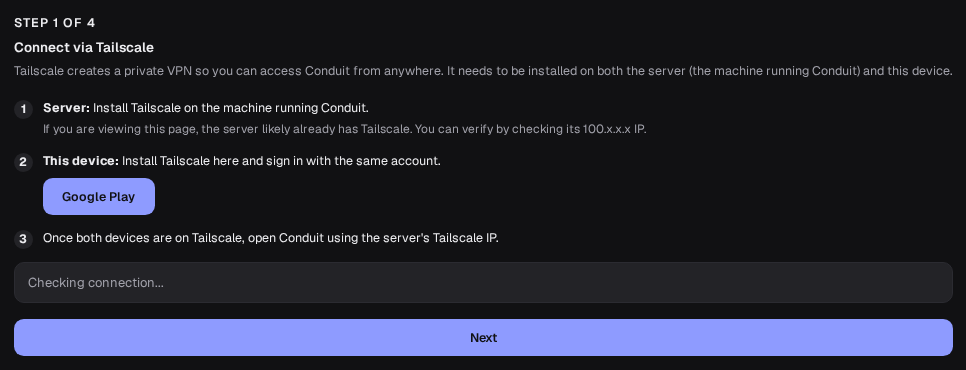 STEP 1 OF 4
Connect via Tailscale
Tailscale creates a private VPN so you can access Conduit from anywhere. It needs to be installed on both the server (the machine running Conduit) and this device.
1 Server: Install Tailscale on the machine running Conduit.
If you are viewing this page, the server likely already has Tailscale. You can verify by checking its 100.x.x.x IP.
2 This device: Install Tailscale here and sign in with the same account.
Google Play
3 Once both devices are on Tailscale, open Conduit using the server's Tailscale IP.
Checking connection...
Next